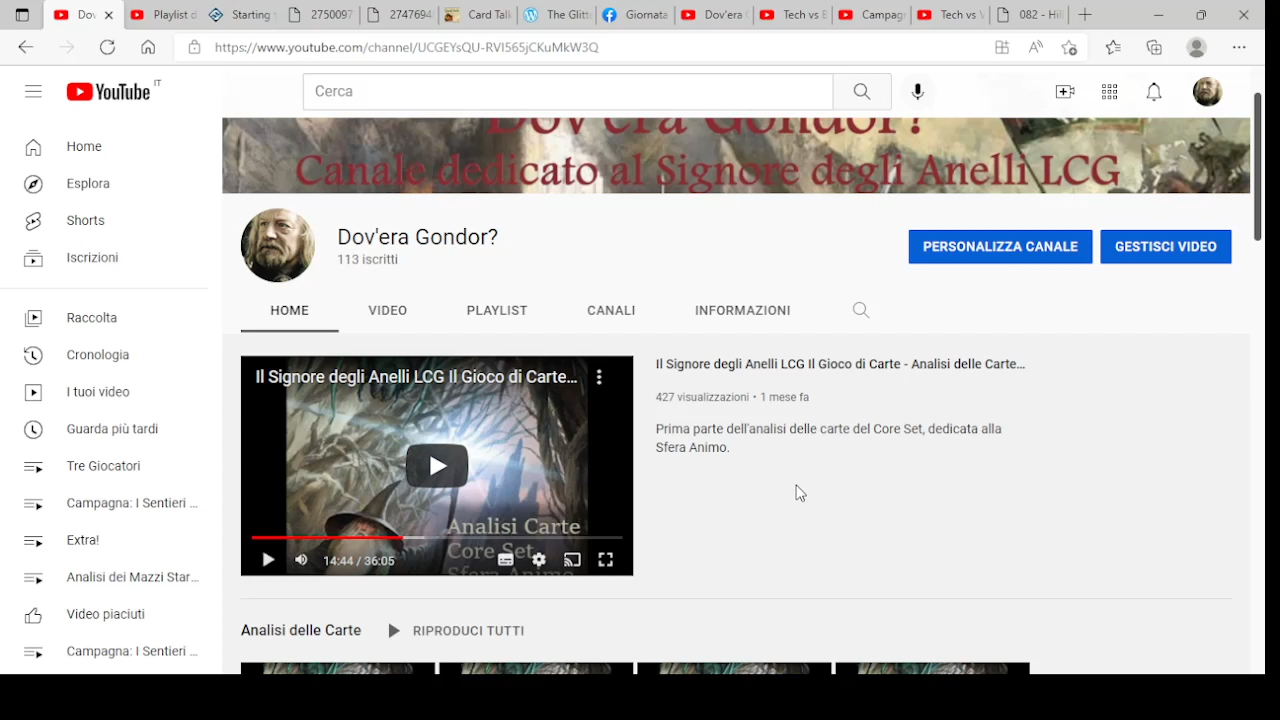 Dov
Playlist d
Starting
2750097
2747694
Card Talk
The Glitt
Giornata
Dov'era
Tech vs
Campag
Tech vs
082 - Hil
https://www.youtube.com/channel/UCGEYsQU-RVI565jCKuMkW3Q
YouTube IT
Cerca
Dov'era Gondor?
Canale dedicato al Signore degli Anelli LCG
Home
Esplora
Shorts
Iscrizioni
Raccolta
Cronologia
I tuoi video
Guarda più tardi
Tre Giocatori
Campagna: I Sentieri ...
Extra!
Analisi dei Mazzi Star...
Video piaciuti
Campagna: I Sentieri ...
Dov'era Gondor?
113 iscritti
PERSONALIZZA CANALE
GESTISCI VIDEO
HOME VIDEO PLAYLIST CANALI INFORMAZIONI
Il Signore degli Anelli LCG Il Gioco di Carte...
Analisi Carte
Core Set
Sfera Animo
14:44 / 36:05
Il Signore degli Anelli LCG Il Gioco di Carte - Analisi delle Carte...
427 visualizzazioni • 1 mese fa
Prima parte dell'analisi delle carte del Core Set, dedicata alla
Sfera Animo.
Analisi delle Carte
RIPRODUCI TUTTI